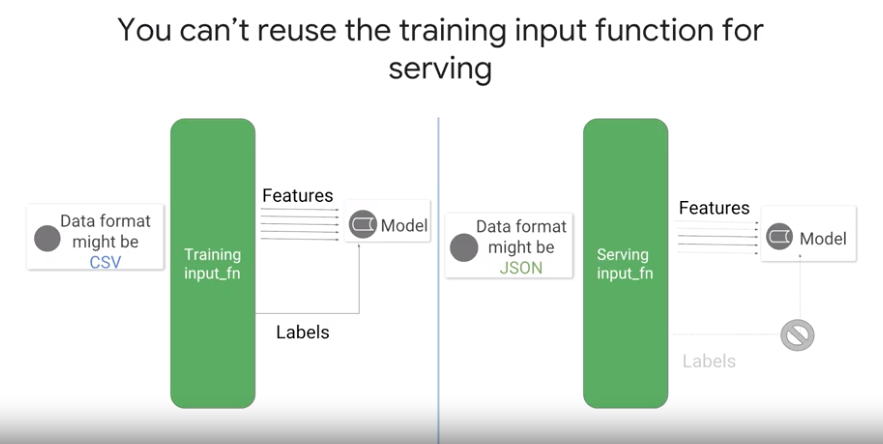 You can't reuse the training input function for
serving
Data format
might be
CSV
Training
input_fn
Features
Model
Labels
Data format
might be
JSON
Serving
input_fn
Features
Model
Labels